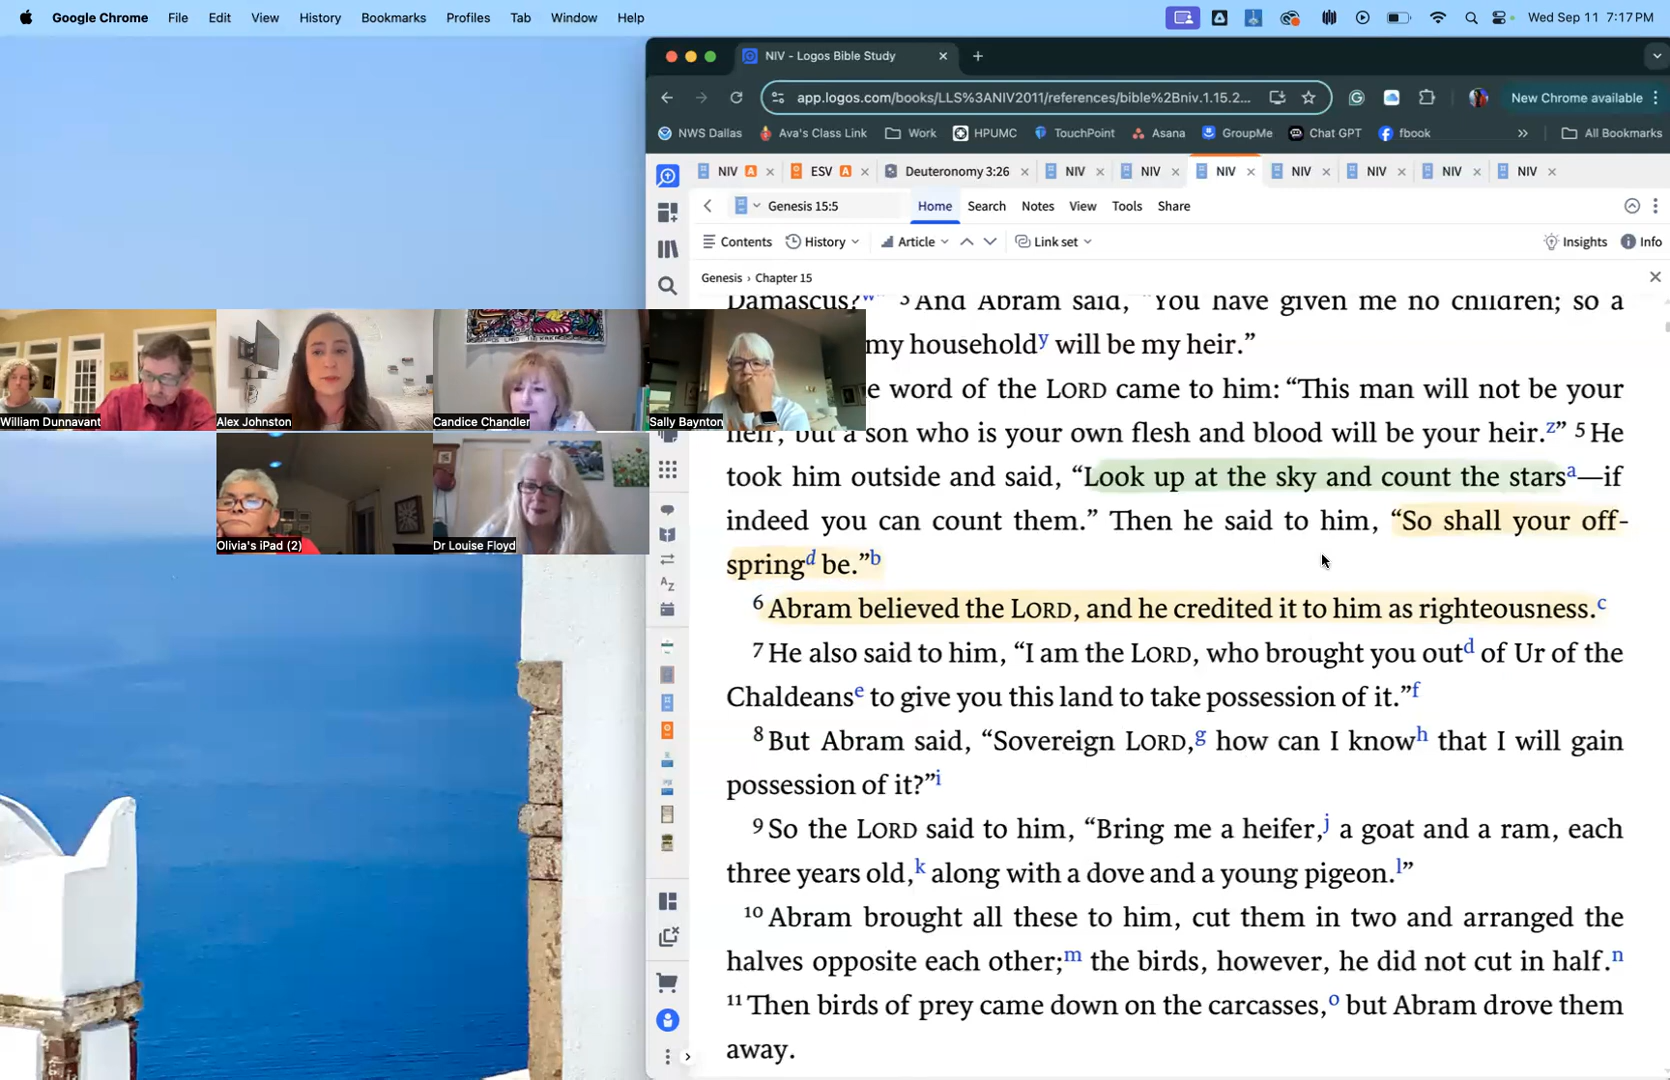 Google Chrome File Edit View History Bookmarks Profiles Tab Window Help
Wed Sep 11 7:17 PM
NIV - Logos Bible Study
app.logos.com/books/LLS%3ANIV2011/references/bible%2Bniv.1.15.2...
New Chrome available
NWS Dallas Ava's Class Link Work HPUMC TouchPoint Asana GroupMe Chat GPT fbook » All Bookmarks
NIV A ESV A Deuteronomy 3:26 NIV NIV NIV NIV NIV NIV NIV
Genesis 15:5 Home Search Notes View Tools Share
Contents History Article Link set Insights Info
Genesis › Chapter 15
Damascus?w” 3 And Abram said, “You have given me no children; so a
my householdy will be my heir.”
e word of the LORD came to him: “This man will not be your
heir, but a son who is your own flesh and blood will be your heir.z” 5 He
took him outside and said, “Look up at the sky and count the starsa—if
indeed you can count them.” Then he said to him, “So shall your off-
springd be.”b
6 Abram believed the LORD, and he credited it to him as righteousness.c
7 He also said to him, “I am the LORD, who brought you outd of Ur of the
Chaldeanse to give you this land to take possession of it.”f
8 But Abram said, “Sovereign LORD,g how can I knowh that I will gain
possession of it?”i
9 So the LORD said to him, “Bring me a heifer,j a goat and a ram, each
three years old,k along with a dove and a young pigeon.l”
10 Abram brought all these to him, cut them in two and arranged the
halves opposite each other;m the birds, however, he did not cut in half.n
11 Then birds of prey came down on the carcasses,o but Abram drove them
away.
William Dunnavant
Alex Johnston
Candice Chandler
Sally Baynton
Olivia's iPad (2)
Dr Louise Floyd